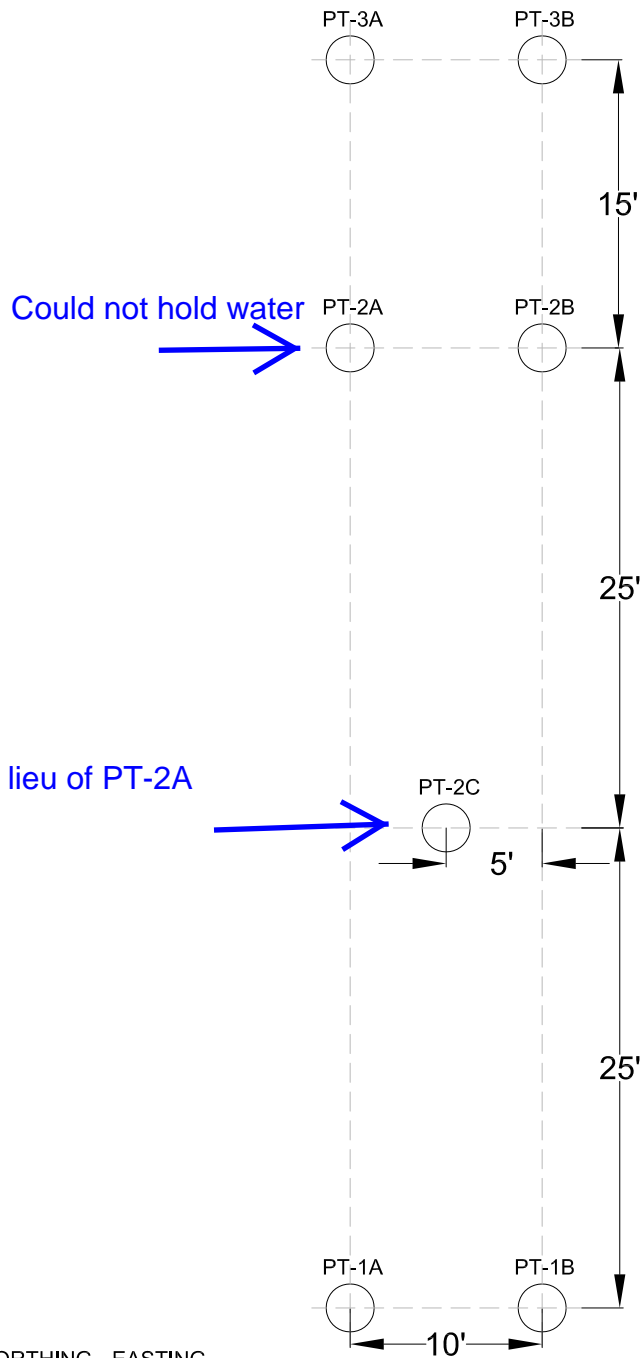 PT-3A PT-3B
15'
Could not hold water
PT-2A PT-2B
25'
lieu of PT-2A
PT-2C
5'
25'
PT-1A PT-1B
10'
EASTING